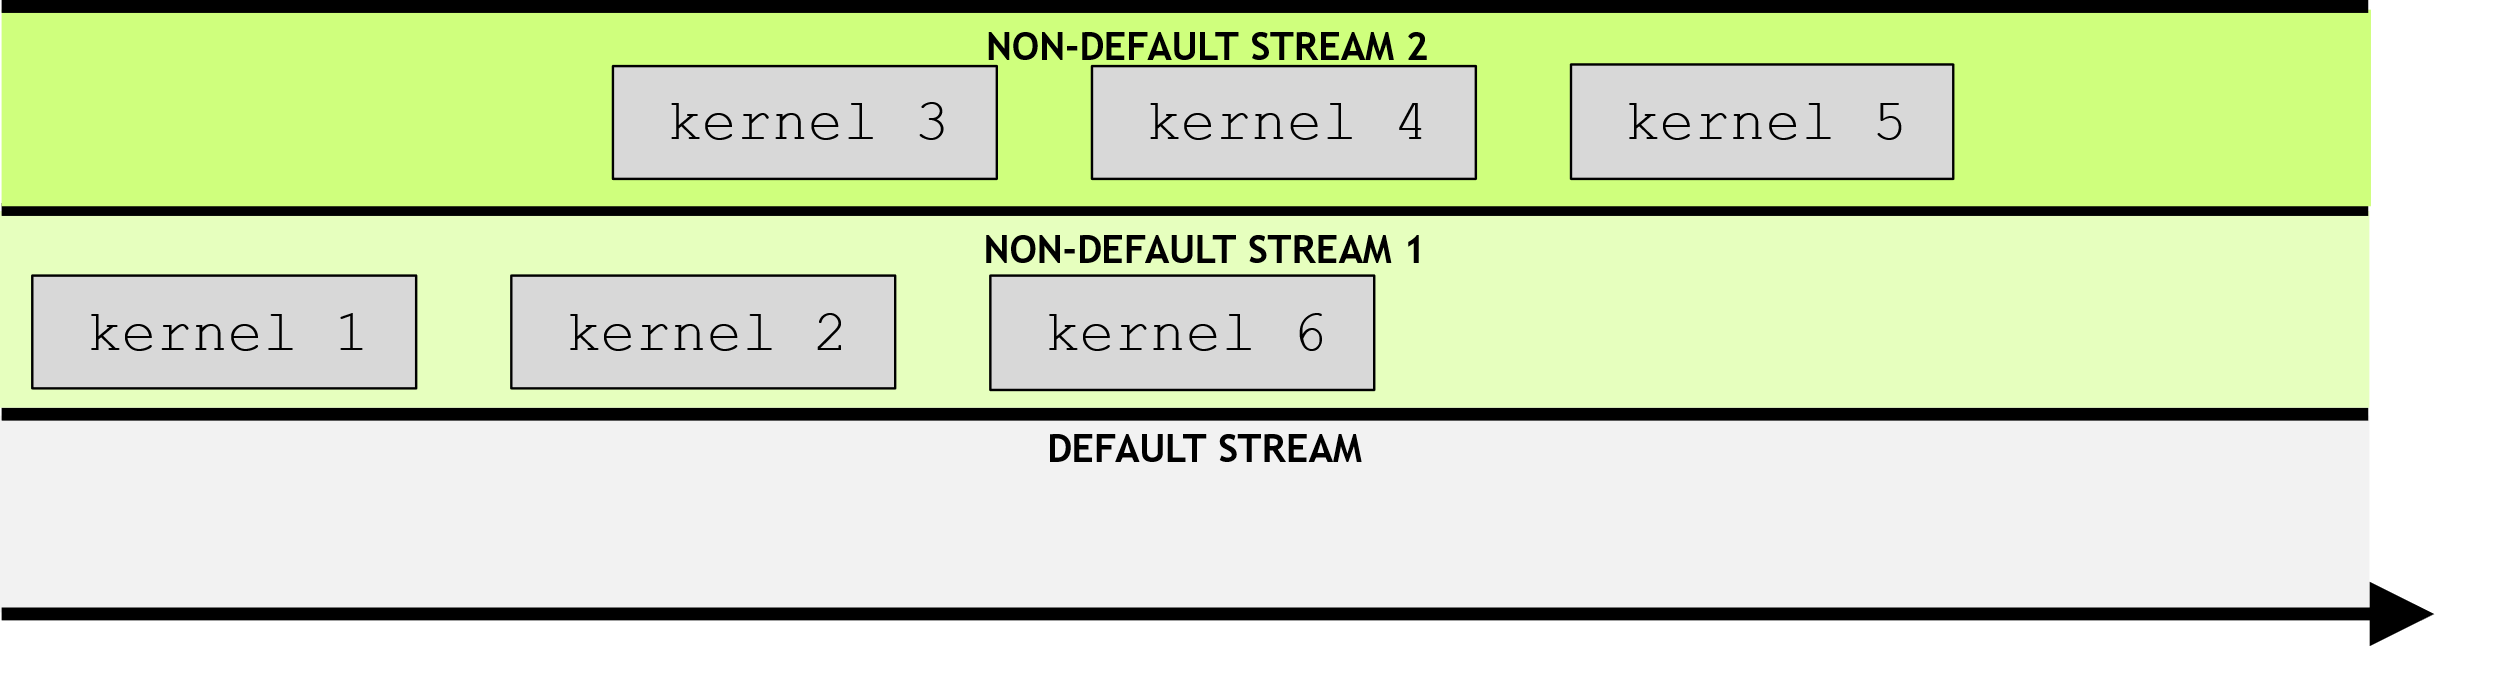 NON-DEFAULT STREAM 2
kernel 3 kernel 4 kernel 5
NON-DEFAULT STREAM 1
kernel 1 kernel 2 kernel 6
DEFAULT STREAM